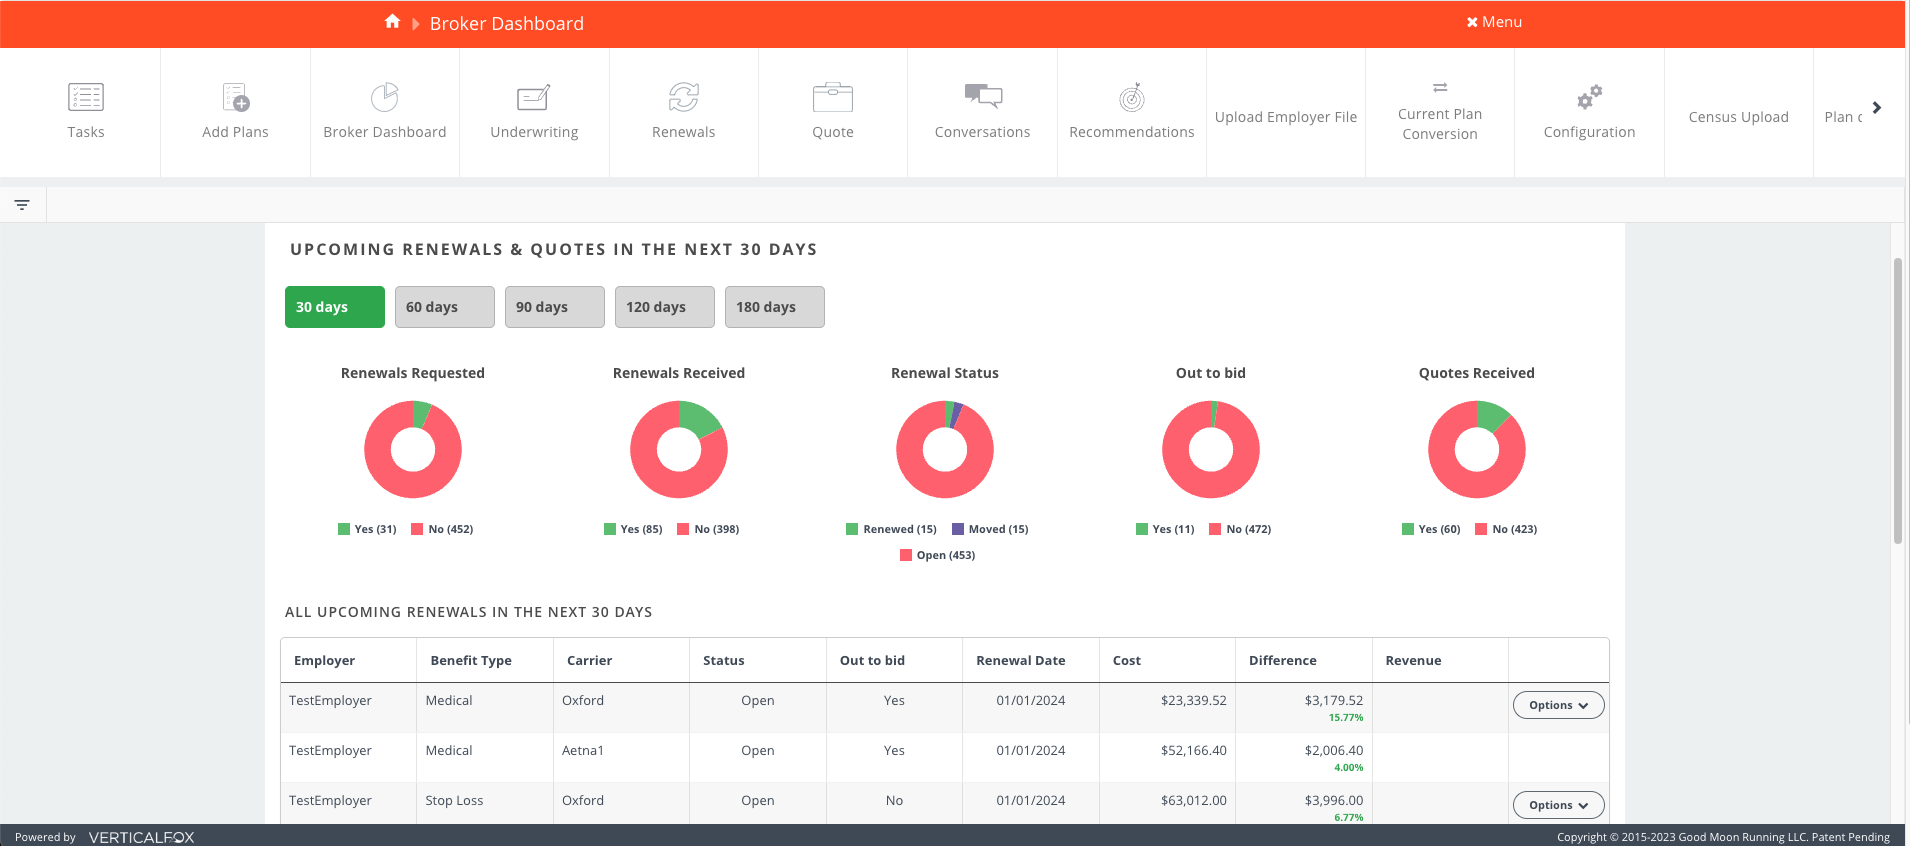 Broker Dashboard
Menu
Tasks
Add Plans
Broker Dashboard
Underwriting
Renewals
Quote
Conversations
Recommendations
Upload Employer File
Current Plan
Conversion
Configuration
Census Upload
Plan
UPCOMING RENEWALS & QUOTES IN THE NEXT 30 DAYS
30 days 60 days 90 days 120 days 180 days
Renewals Requested
Yes (31) No (452)
Renewals Received
Yes (85) No (398)
Renewal Status
Renewed (15) Moved (15)
Open (453)
Out to bid
Yes (11) No (472)
Quotes Received
Yes (60) No (423)
ALL UPCOMING RENEWALS IN THE NEXT 30 DAYS
Employer Benefit Type Carrier Status Out to bid Renewal Date Cost Difference Revenue
TestEmployer Medical Oxford Open Yes 01/01/2024 $23,339.52 $3,179.52 Options
15.77%
TestEmployer Medical Aetna1 Open Yes 01/01/2024 $52,166.40 $2,006.40
4.00%
TestEmployer Stop Loss Oxford Open No 01/01/2024 $63,012.00 $3,996.00 Options
6.77%
Powered by VERTICALFOX
Copyright © 2015-2023 Good Moon Running LLC. Patent Pending